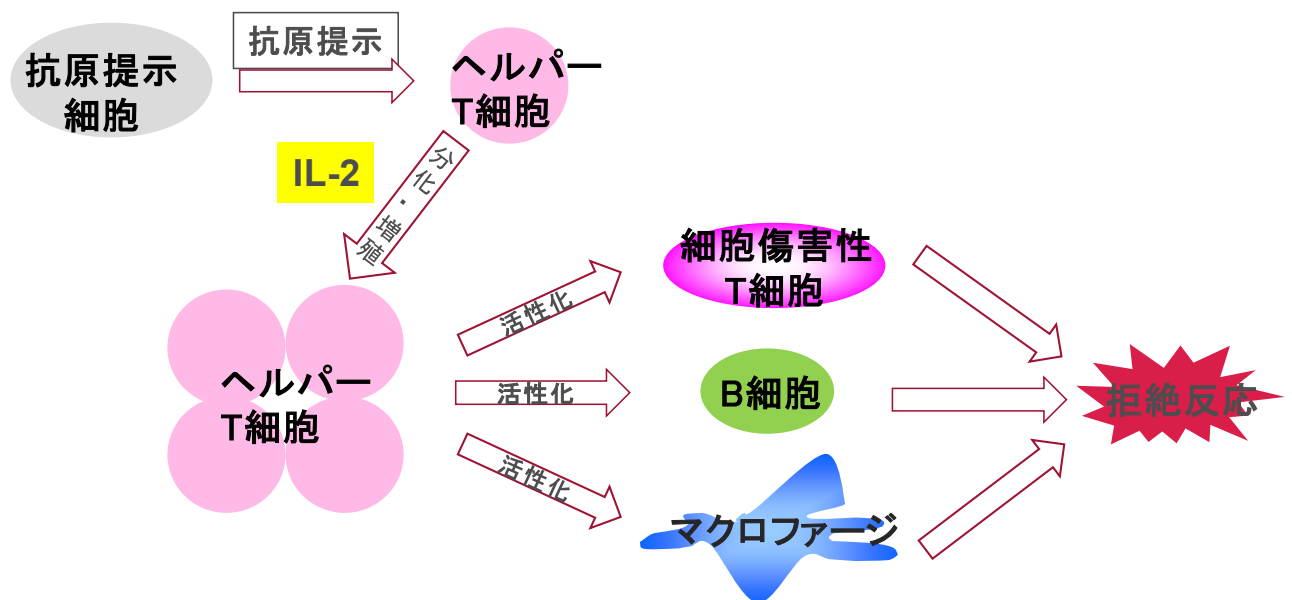 抗原提示
細胞
抗原提示
ヘルパー
T細胞
IL-2
分化・増殖
ヘルパー
T細胞
活性化
活性化
活性化
細胞傷害性
T細胞
B細胞
マクロファージ
拒絶反応